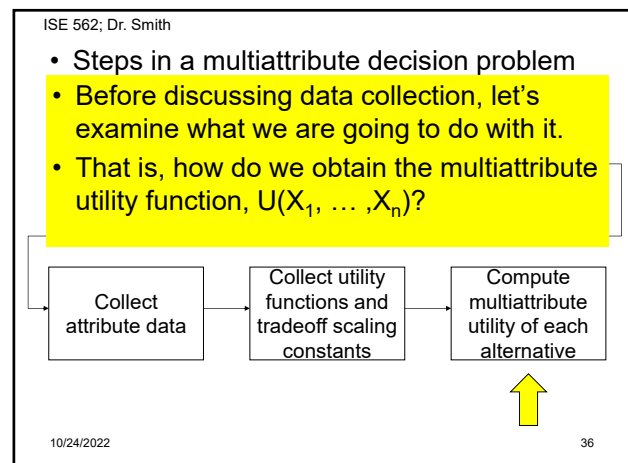 ISE 562; Dr. Smith
• Steps in a multiattribute decision problem
• Before discussing data collection, let's
examine what we are going to do with it.
• That is, how do we obtain the multiattribute
utility function, U(X₁, … ,Xₙ)?
Collect
attribute data
Collect utility
functions and
tradeoff scaling
constants
Compute
multiattribute
utility of each
alternative
10/24/2022
36